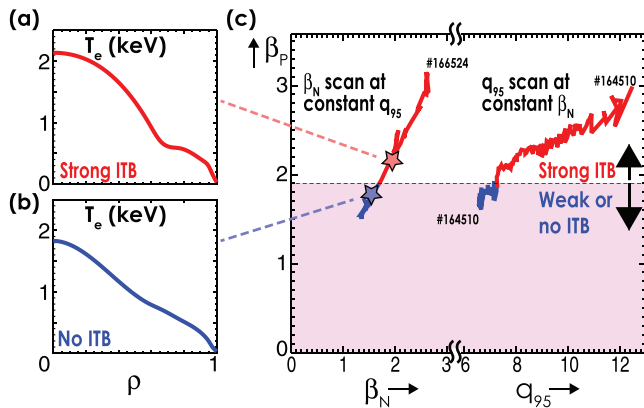 (a)
T_e (keV)
2
1
0
Strong ITB
(b)
T_e (keV)
2
1
0
No ITB
0
1
ρ
(c)
↑ β_P
3
2
1
0
#166524
β_N scan at
constant q_95
q_95 scan at
constant β_N
#164510
Strong ITB
Weak or
no ITB
#164510
0 1 2 6 8 10 12
β_N →
q_95 →